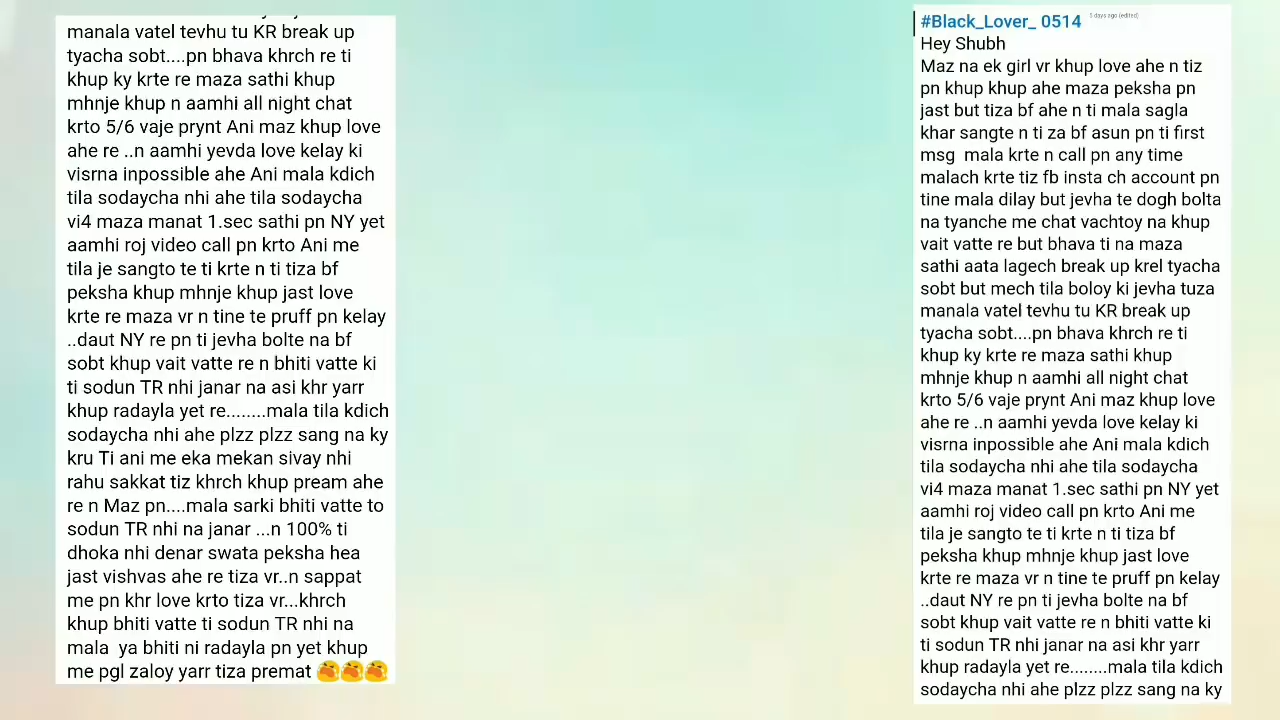 manala vatel tevhu tu KR break up
tyacha sobt....pn bhava khrch re ti
khup ky krte re maza sathi khup
mhnje khup n aamhi all night chat
krto 5/6 vaje prynt Ani maz khup love
ahe re ..n aamhi yevda love kelay ki
visrna inpossible ahe Ani mala kdich
tila sodaycha nhi ahe tila sodaycha
vi4 maza manat 1.sec sathi pn NY yet
aamhi roj video call pn krto Ani me
tila je sangto te ti krte n ti tiza bf
peksha khup mhnje khup jast love
krte re maza vr n tine te pruff pn kelay
..daut NY re pn ti jevha bolte na bf
sobt khup vait vatte re n bhiti vatte ki
ti sodun TR nhi janar na asi khr yarr
khup radayla yet re........mala tila kdich
sodaycha nhi ahe plzz plzz sang na ky
kru Ti ani me eka mekan sivay nhi
rahu sakkat tiz khrch khup pream ahe
re n Maz pn....mala sarki bhiti vatte to
sodun TR nhi na janar ...n 100% ti
dhoka nhi denar swata peksha hea
jast vishvas ahe re tiza vr..n sappat
me pn khr love krto tiza vr...khrch
khup bhiti vatte ti sodun TR nhi na
mala  ya bhiti ni radayla pn yet khup
me pgl zaloy yarr tiza premat
#Black_Lover_ 0514 5 days ago (edited)
Hey Shubh
Maz na ek girl vr khup love ahe n tiz
pn khup khup ahe maza peksha pn
jast but tiza bf ahe n ti mala sagla
khar sangte n ti za bf asun pn ti first
msg  mala krte n call pn any time
malach krte tiz fb insta ch account pn
tine mala dilay but jevha te dogh bolta
na tyanche me chat vachtoy na khup
vait vatte re but bhava ti na maza
sathi aata lagech break up krel tyacha
sobt but mech tila boloy ki jevha tuza
manala vatel tevhu tu KR break up
tyacha sobt....pn bhava khrch re ti
khup ky krte re maza sathi khup
mhnje khup n aamhi all night chat
krto 5/6 vaje prynt Ani maz khup love
ahe re ..n aamhi yevda love kelay ki
visrna inpossible ahe Ani mala kdich
tila sodaycha nhi ahe tila sodaycha
vi4 maza manat 1.sec sathi pn NY yet
aamhi roj video call pn krto Ani me
tila je sangto te ti krte n ti tiza bf
peksha khup mhnje khup jast love
krte re maza vr n tine te pruff pn kelay
..daut NY re pn ti jevha bolte na bf
sobt khup vait vatte re n bhiti vatte ki
ti sodun TR nhi janar na asi khr yarr
khup radayla yet re........mala tila kdich
sodaycha nhi ahe plzz plzz sang na ky